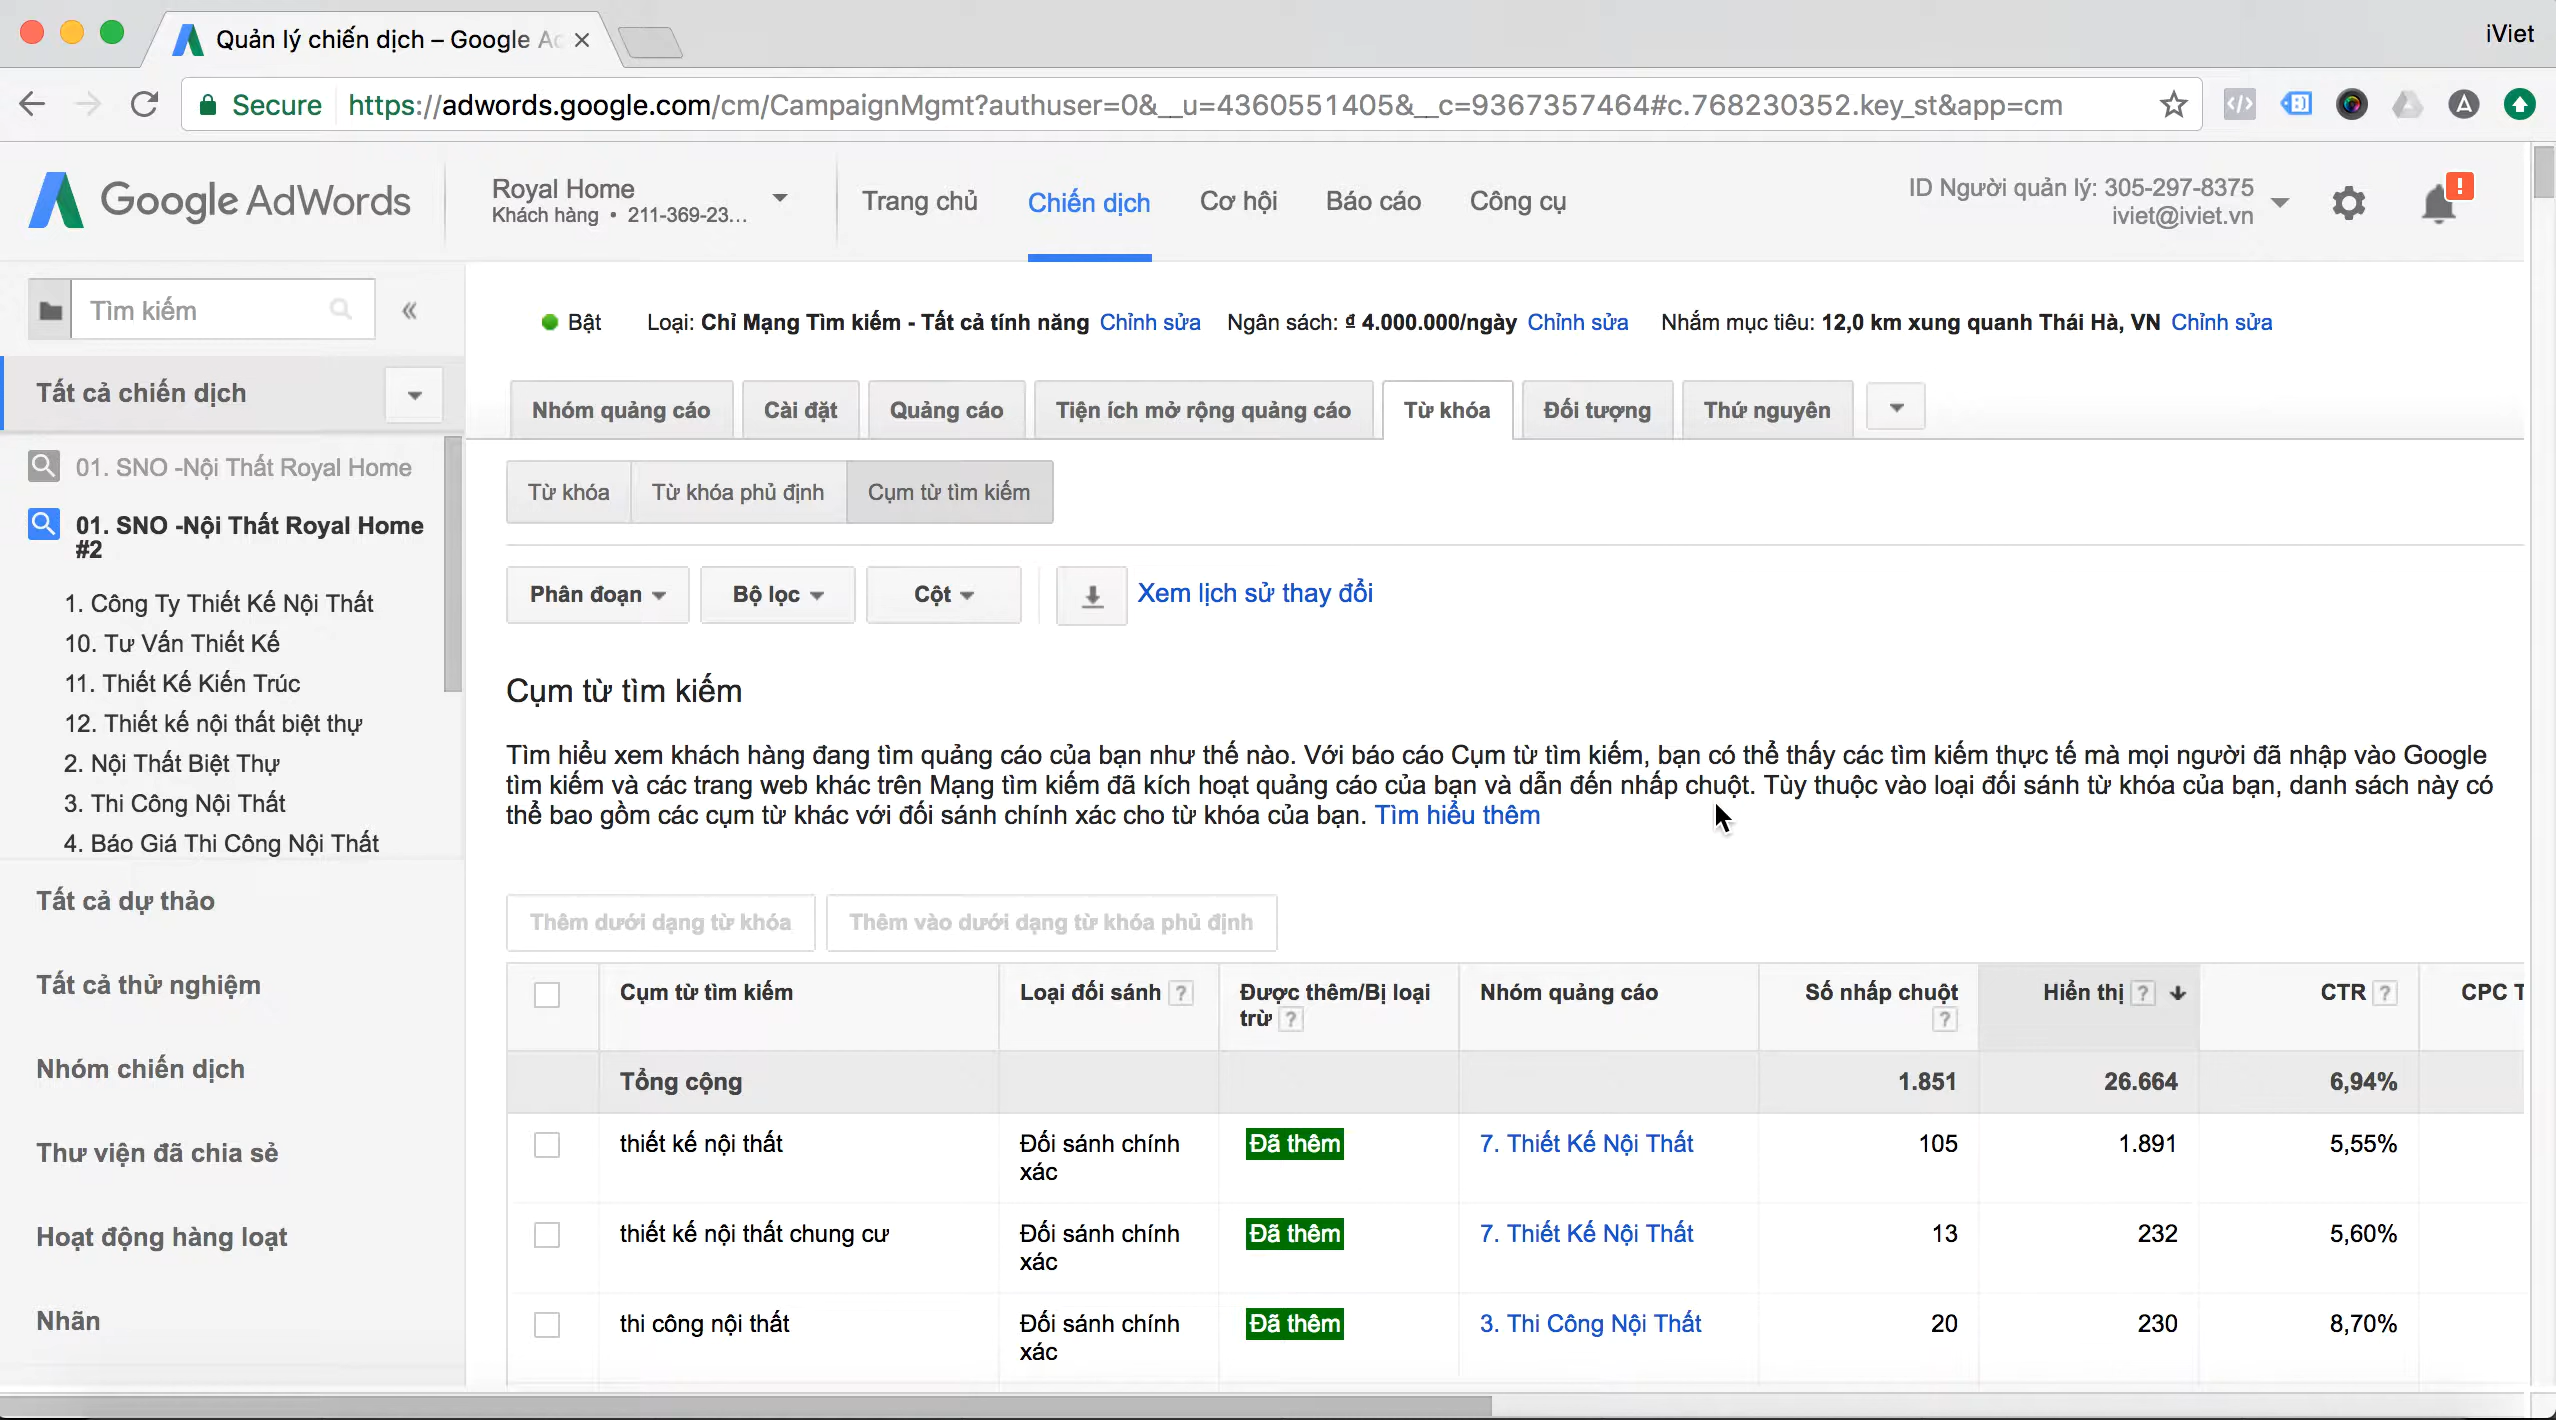 Quản lý chiến dịch – Google Ad
iViet
Secure https://adwords.google.com/cm/CampaignMgmt?authuser=0&__u=4360551405&__c=9367357464#c.768230352.key_st&app=cm
Google AdWords
Royal Home
Khách hàng • 211-369-23...
Trang chủ
Chiến dịch
Cơ hội
Báo cáo
Công cụ
ID Người quản lý: 305-297-8375
iviet@iviet.vn
Tìm kiếm
«
Tất cả chiến dịch
01. SNO -Nội Thất Royal Home
01. SNO -Nội Thất Royal Home
#2
1. Công Ty Thiết Kế Nội Thất
10. Tư Vấn Thiết Kế
11. Thiết Kế Kiến Trúc
12. Thiết kế nội thất biệt thự
2. Nội Thất Biệt Thự
3. Thi Công Nội Thất
4. Báo Giá Thi Công Nội Thất
Tất cả dự thảo
Tất cả thử nghiệm
Nhóm chiến dịch
Thư viện đã chia sẻ
Hoạt động hàng loạt
Nhãn
Bật Loại: Chỉ Mạng Tìm kiếm - Tất cả tính năng Chỉnh sửa Ngân sách: ₫ 4.000.000/ngày Chỉnh sửa Nhắm mục tiêu: 12,0 km xung quanh Thái Hà, VN Chỉnh sửa
Nhóm quảng cáo Cài đặt Quảng cáo Tiện ích mở rộng quảng cáo Từ khóa Đối tượng Thứ nguyên
Từ khóa Từ khóa phủ định Cụm từ tìm kiếm
Phân đoạn Bộ lọc Cột Xem lịch sử thay đổi
Cụm từ tìm kiếm
Tìm hiểu xem khách hàng đang tìm quảng cáo của bạn như thế nào. Với báo cáo Cụm từ tìm kiếm, bạn có thể thấy các tìm kiếm thực tế mà mọi người đã nhập vào Google
tìm kiếm và các trang web khác trên Mạng tìm kiếm đã kích hoạt quảng cáo của bạn và dẫn đến nhấp chuột. Tùy thuộc vào loại đối sánh từ khóa của bạn, danh sách này có
thể bao gồm các cụm từ khác với đối sánh chính xác cho từ khóa của bạn. Tìm hiểu thêm
Thêm dưới dạng từ khóa Thêm vào dưới dạng từ khóa phủ định
Cụm từ tìm kiếm Loại đối sánh ? Được thêm/Bị loại Nhóm quảng cáo Số nhấp chuột Hiển thị ? CTR ? CPC T
trừ ? ?
Tổng cộng 1.851 26.664 6,94%
thiết kế nội thất Đối sánh chính Đã thêm 7. Thiết Kế Nội Thất 105 1.891 5,55%
xác
thiết kế nội thất chung cư Đối sánh chính Đã thêm 7. Thiết Kế Nội Thất 13 232 5,60%
xác
thi công nội thất Đối sánh chính Đã thêm 3. Thi Công Nội Thất 20 230 8,70%
xác